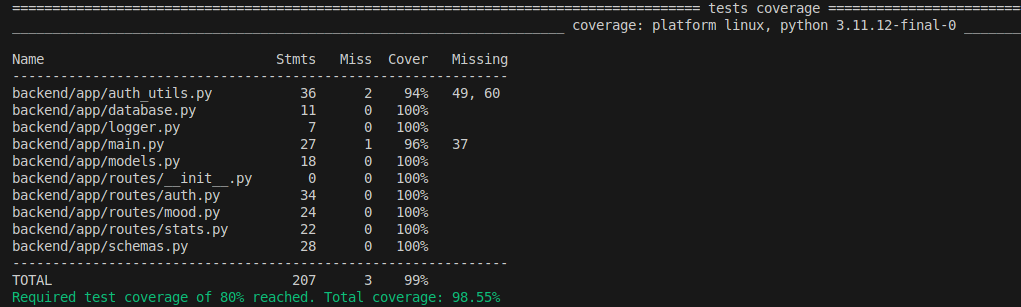 ====================================================================================== tests coverage ========================
_____________________________________________________________________ coverage: platform linux, python 3.11.12-final-0 _______
Name                             Stmts   Miss  Cover   Missing
--------------------------------------------------------------
backend/app/auth_utils.py           36      2    94%   49, 60
backend/app/database.py             11      0   100%
backend/app/logger.py                7      0   100%
backend/app/main.py                 27      1    96%   37
backend/app/models.py               18      0   100%
backend/app/routes/__init__.py       0      0   100%
backend/app/routes/auth.py          34      0   100%
backend/app/routes/mood.py          24      0   100%
backend/app/routes/stats.py         22      0   100%
backend/app/schemas.py              28      0   100%
--------------------------------------------------------------
TOTAL                              207      3    99%
Required test coverage of 80% reached. Total coverage: 98.55%